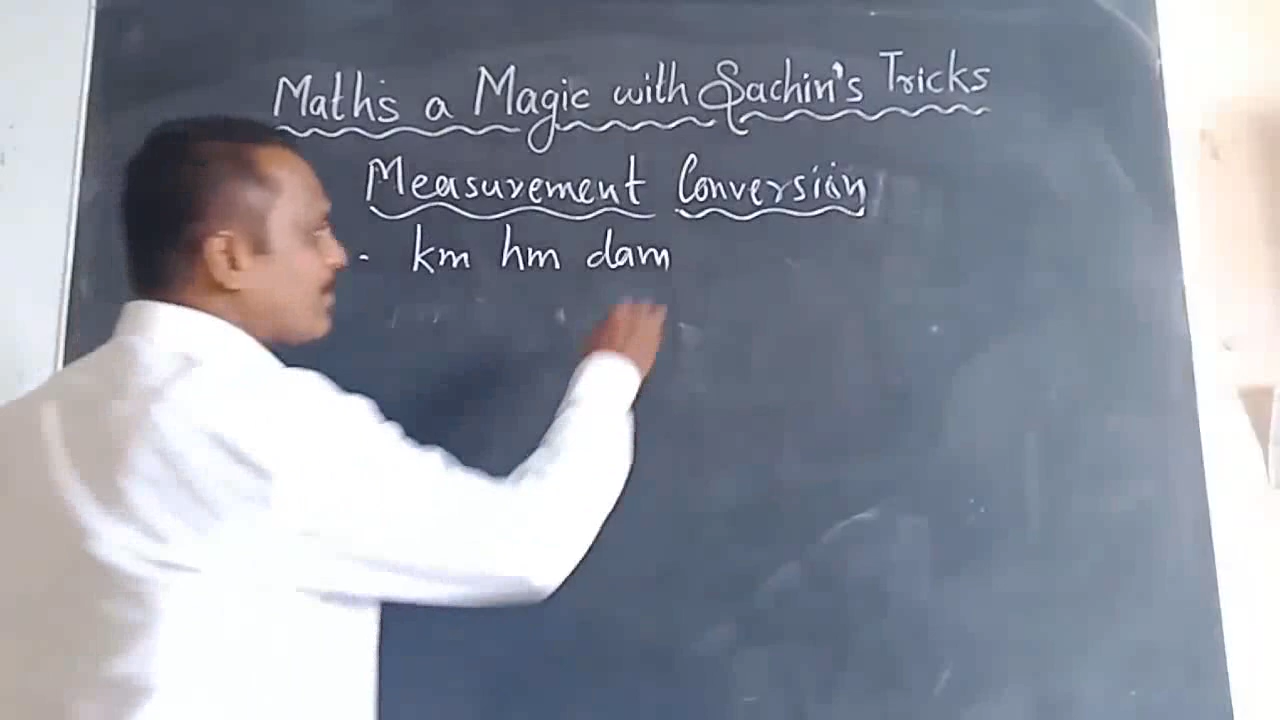 Maths a Magic with Sachin's Tricks
Measurement Conversion
. km hm dam